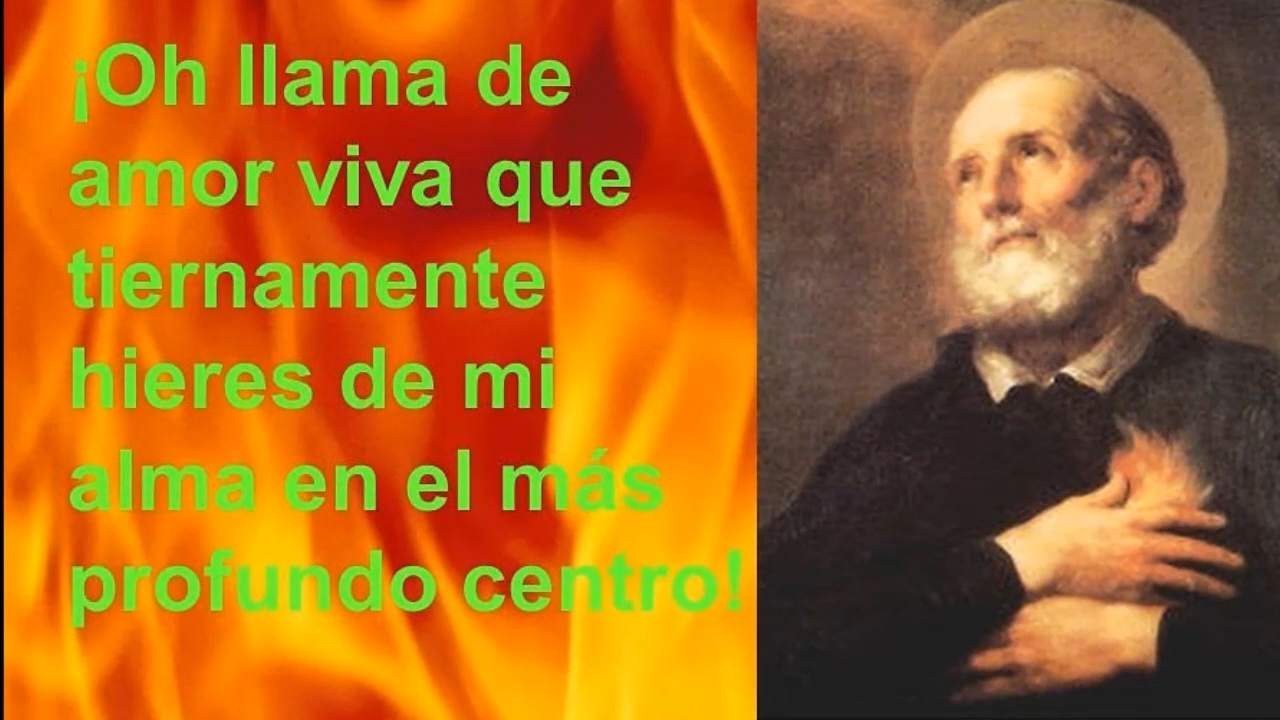 ¡Oh llama de
amor viva que
tiernamente
hieres de mi
alma en el más
profundo centro!